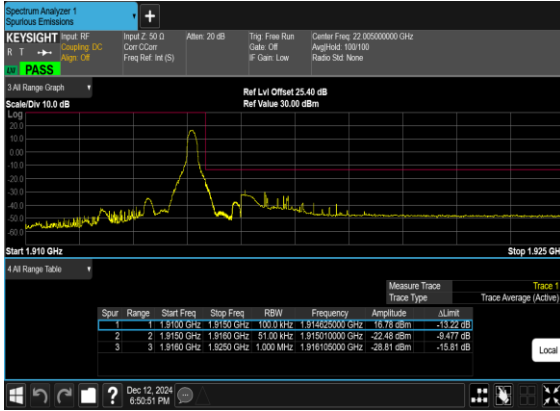 Spectrum Analyzer 1
Spurious Emissions
+
KEYSIGHT Input: RF Input Z: 50 Ω Atten: 20 dB Trig: Free Run Center Freq: 22.005000000 GHz
R T Coupling: DC Corr CCorr Gate: Off Avg|Hold: 100/100
Align: Off Freq Ref: Int (S) IF Gain: Low Radio Std: None
PASS
3 All Range Graph
Ref Lvl Offset 25.40 dB
Scale/Div 10.0 dB Ref Value 30.00 dBm
Log
20.0
10.0
0.00
-10.0
-20.0
-30.0
-40.0
-50.0
-60.0
Start 1.910 GHz Stop 1.925 GH
4 All Range Table
Measure Trace Trace 1
Trace Type Trace Average (Active)
Spur Range Start Freq Stop Freq RBW Frequency Amplitude ΔLimit
1 1 1.9100 GHz 1.9150 GHz 100.0 kHz 1.914625000 GHz 16.78 dBm -13.22 dB
2 2 1.9150 GHz 1.9160 GHz 51.00 kHz 1.915010000 GHz -22.48 dBm -9.477 dB
3 3 1.9160 GHz 1.9250 GHz 1.000 MHz 1.916105000 GHz -28.81 dBm -15.81 dB
Local
? Dec 12, 2024
6:50:51 PM